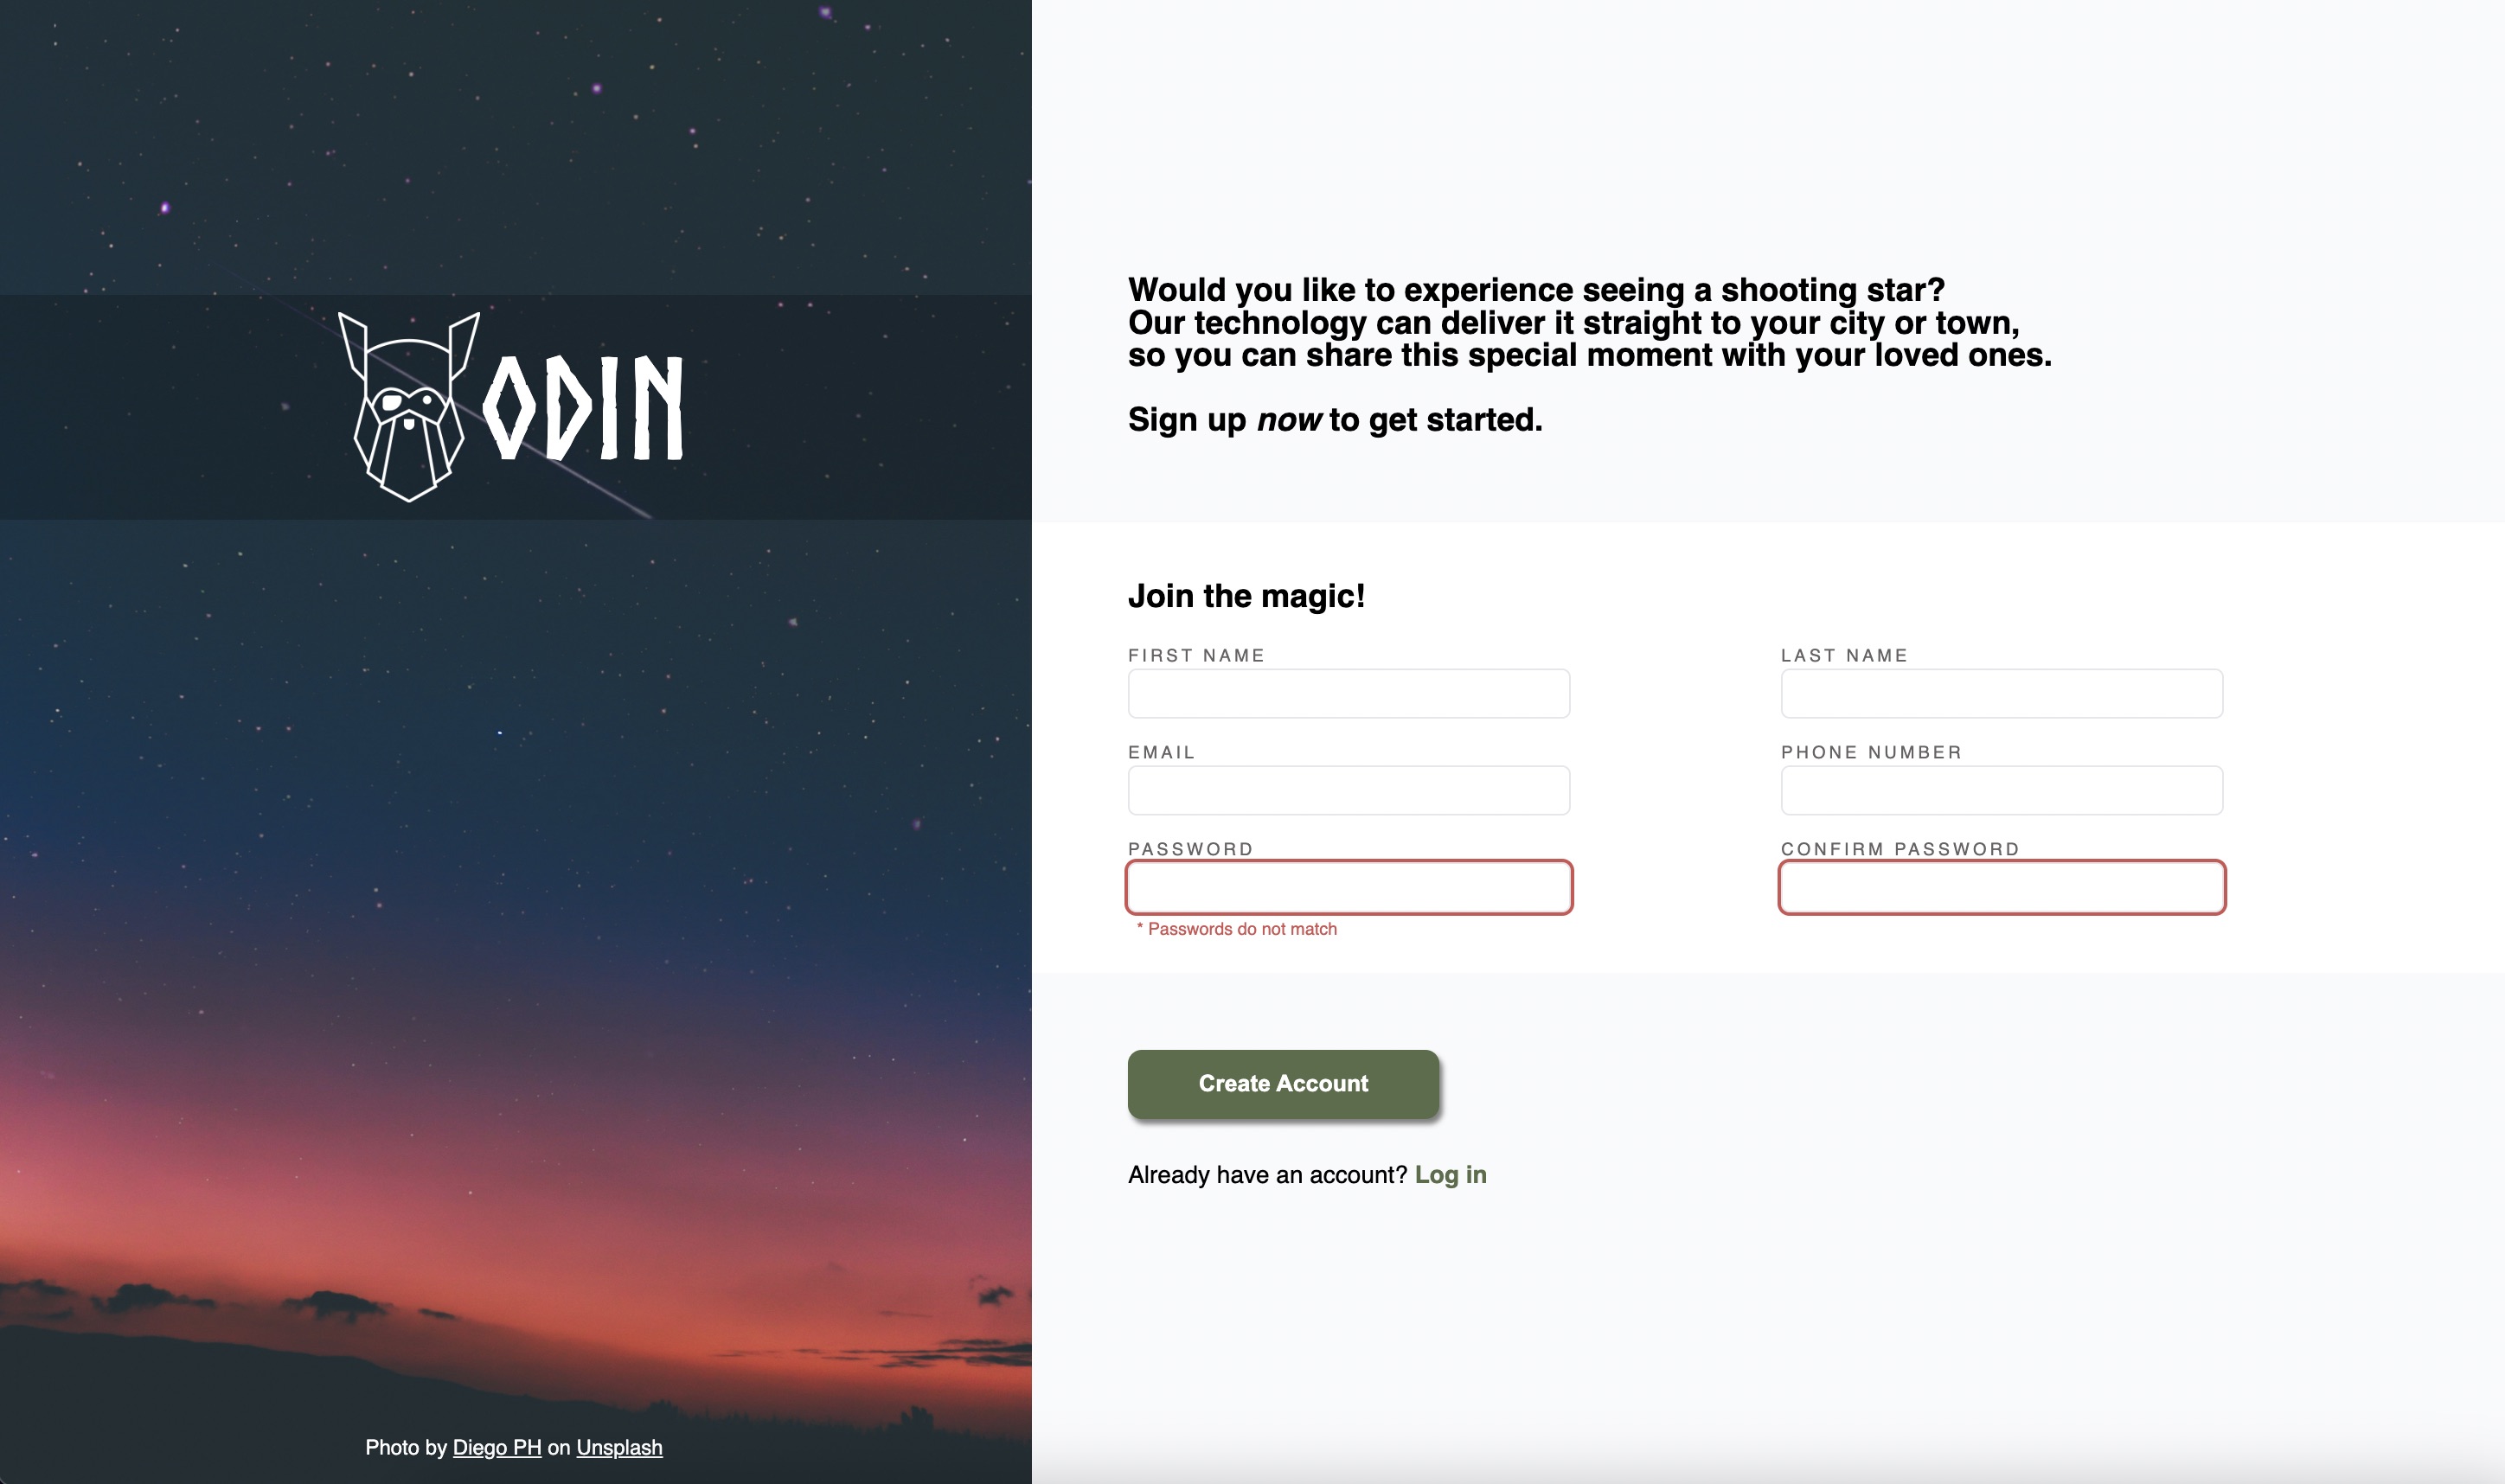 ODIN
Photo by Diego PH on Unsplash
Would you like to experience seeing a shooting star?
Our technology can deliver it straight to your city or town,
so you can share this special moment with your loved ones.
Sign up now to get started.
Join the magic!
FIRST NAME
LAST NAME
EMAIL
PHONE NUMBER
PASSWORD
CONFIRM PASSWORD
* Passwords do not match
Create Account
Already have an account? Log in